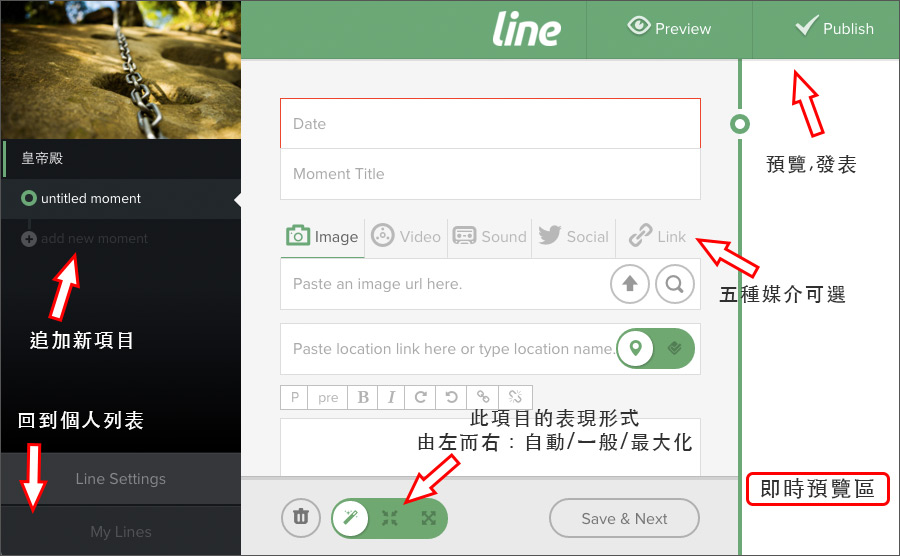 line
Preview
Publish
皇帝殿
untitled moment
add new moment
追加新項目
回到個人列表
Line Settings
My Lines
Date
Moment Title
Image
Video
Sound
Social
Link
Paste an image url here.
Paste location link here or type location name.
P
pre
B
I
此項目的表現形式
由左而右：自動/一般/最大化
Save & Next
預覽,發表
五種媒介可選
即時預覽區